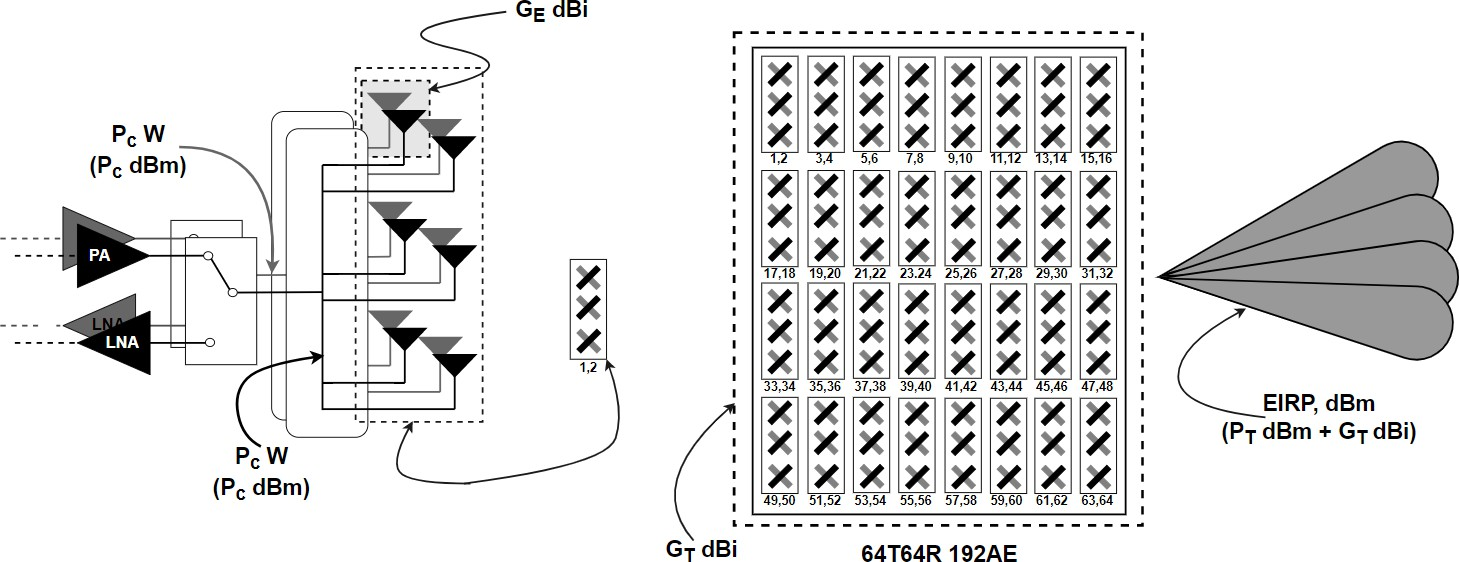 G_E dBi
P_c W
(P_c dBm)
PA
LNA
LNA
P_c W
(P_c dBm)
1,2
1,2 3,4 5,6 7,8 9,10 11,12 13,14 15,16
17,18 19,20 21,22 23.24 25,26 27,28 29,30 31,32
33,34 35,36 37,38 39,40 41,42 43,44 45,46 47,48
49,50 51,52 53,54 55,56 57,58 59,60 61,62 63,64
G_T dBi
64T64R 192AE
EIRP, dBm
(P_T dBm + G_T dBi)